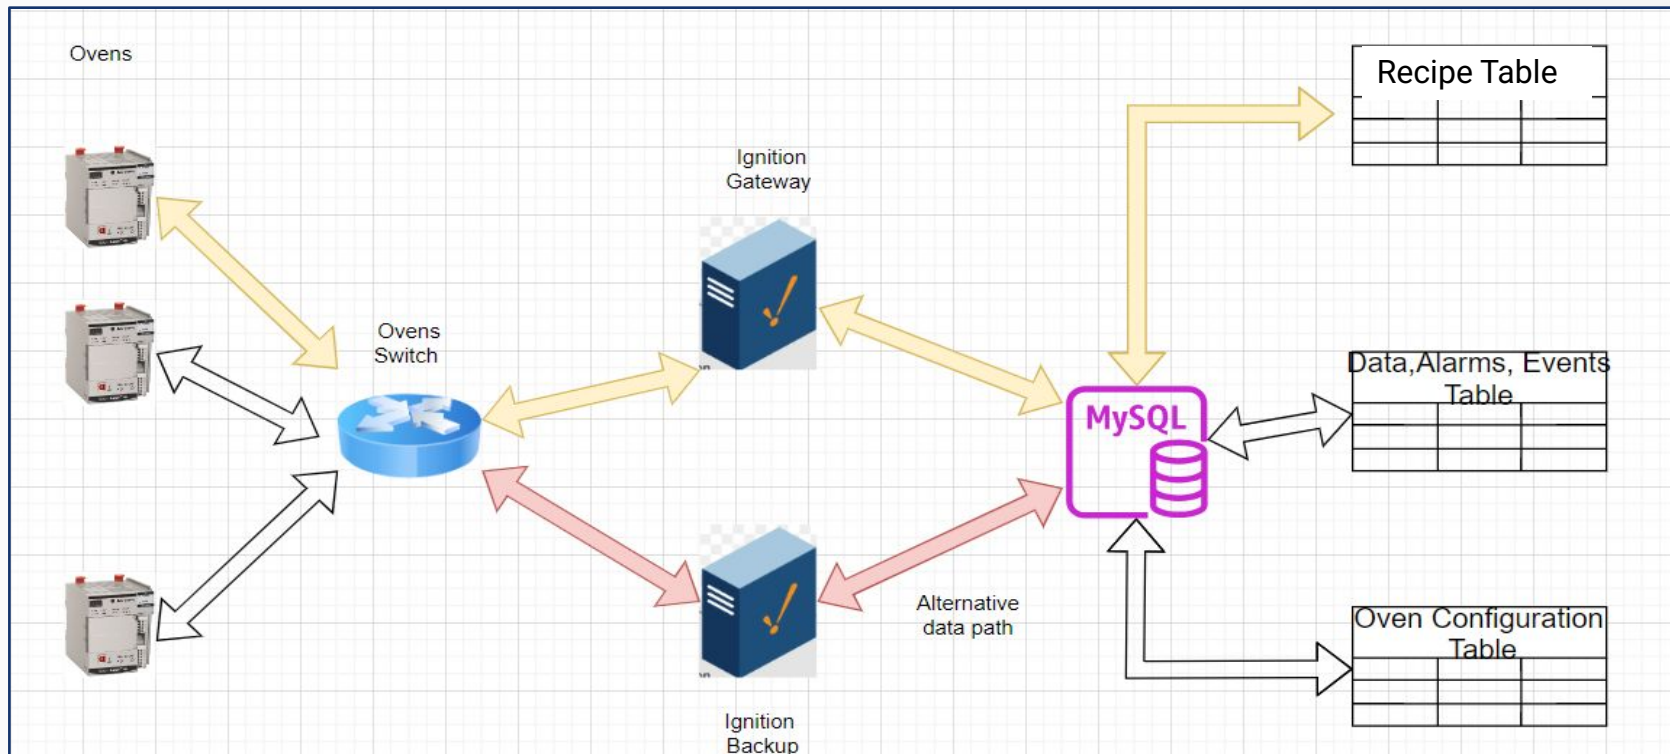 Ovens
Recipe Table
Ignition
Gateway
Ovens
Switch
Data,Alarms, Events
Table
MySQL
Alternative
data path
Oven Configuration
Table
Ignition
Backup